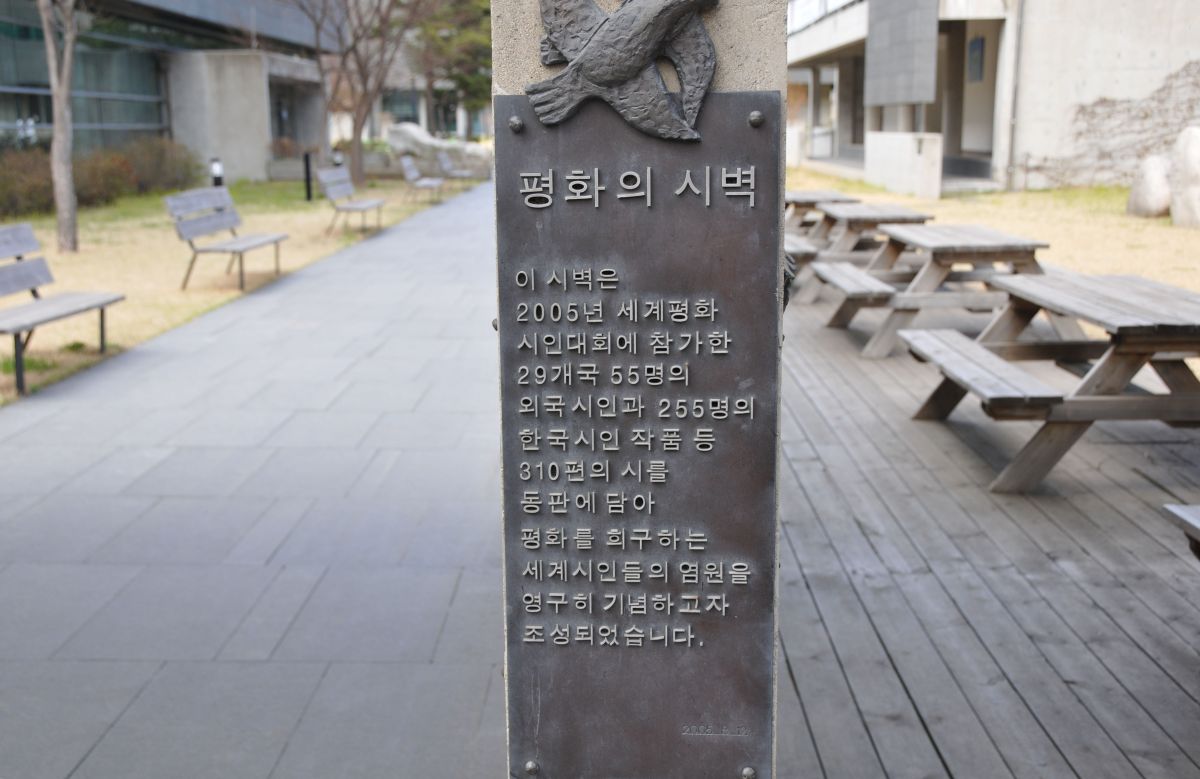 평화의 시벽
이 시벽은
2005년 세계평화
시인대회에 참가한
29개국 55명의
외국시인과 255명의
한국시인 작품 등
310편의 시를
동판에 담아
평화를 희구하는
세계시인들의 염원을
영구히 기념하고자
조성되었습니다.